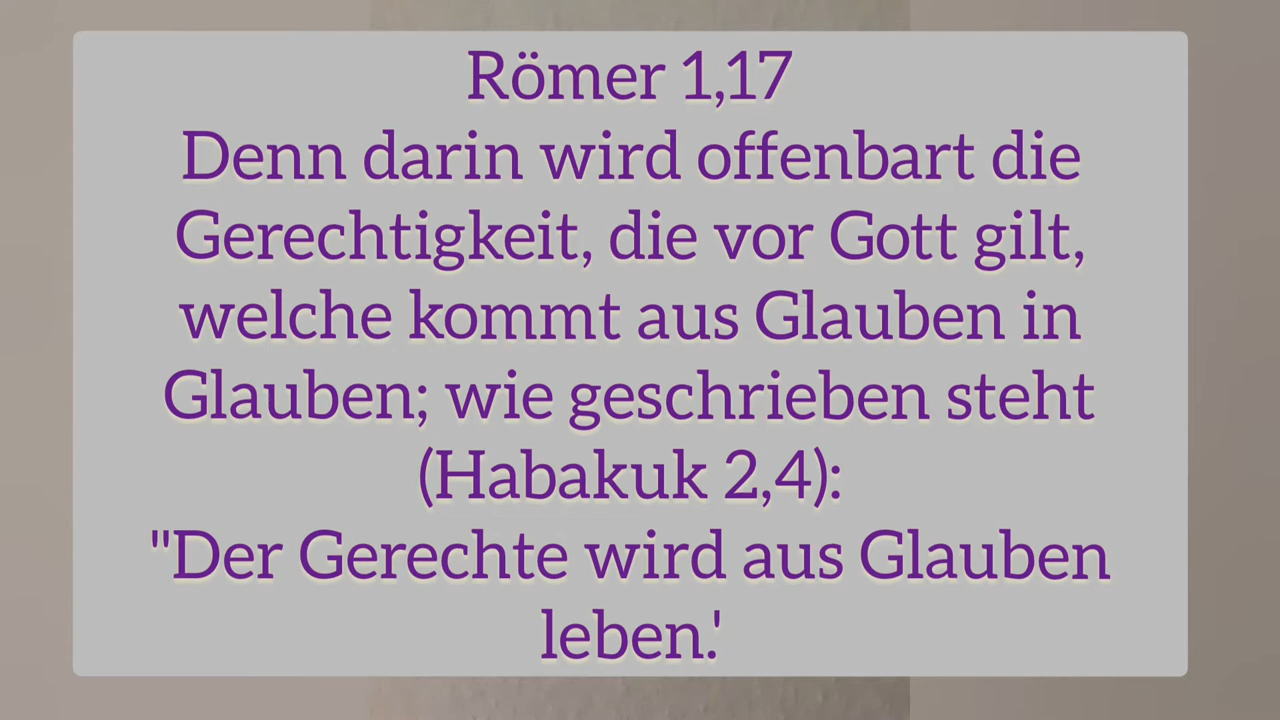 Römer 1,17
Denn darin wird offenbart die
Gerechtigkeit, die vor Gott gilt,
welche kommt aus Glauben in
Glauben; wie geschrieben steht
(Habakuk 2,4):
"Der Gerechte wird aus Glauben
leben.'